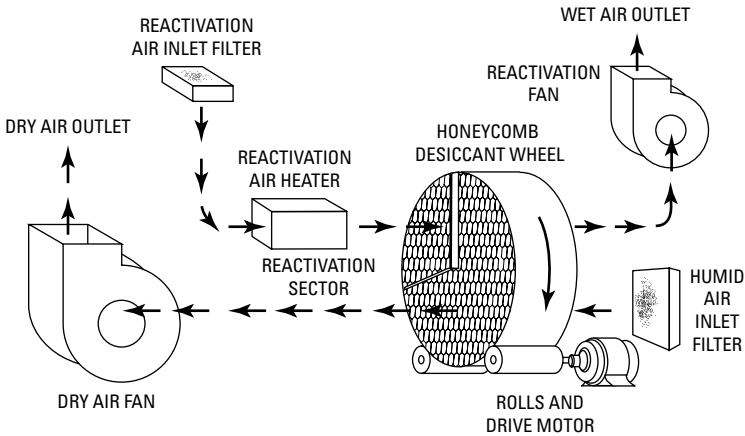 REACTIVATION
AIR INLET FILTER
WET AIR OUTLET
REACTIVATION
FAN
DRY AIR OUTLET
HONEYCOMB
DESICCANT WHEEL
REACTIVATION
AIR HEATER
REACTIVATION
SECTOR
HUMID
AIR
INLET
FILTER
DRY AIR FAN
ROLLS AND
DRIVE MOTOR